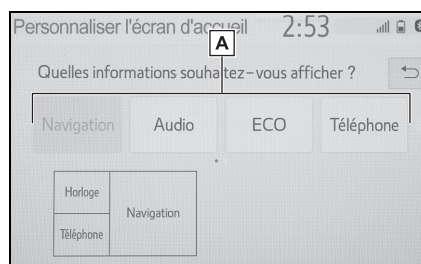 Personnaliser l'écran d'accueil 2:53
A
Quelles informations souhaitez-vous afficher ?
Navigation Audio ECO Téléphone
Horloge
Navigation
Téléphone